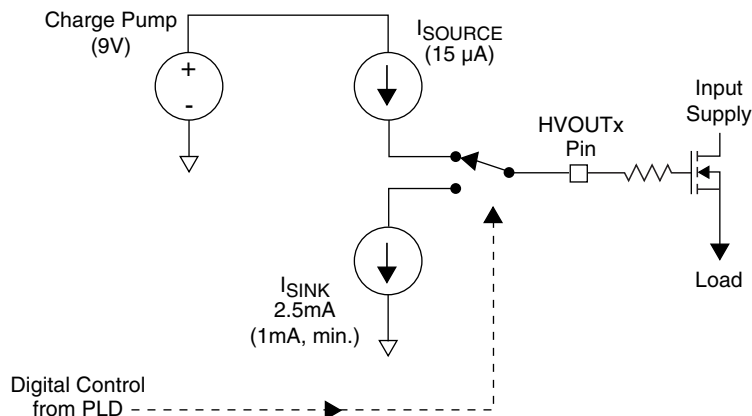 Charge Pump
(9V)
+
-
ISOURCE
(15 µA)
Input
Supply
HVOUTx
Pin
ISINK
2.5mA
(1mA, min.)
Load
Digital Control
from PLD